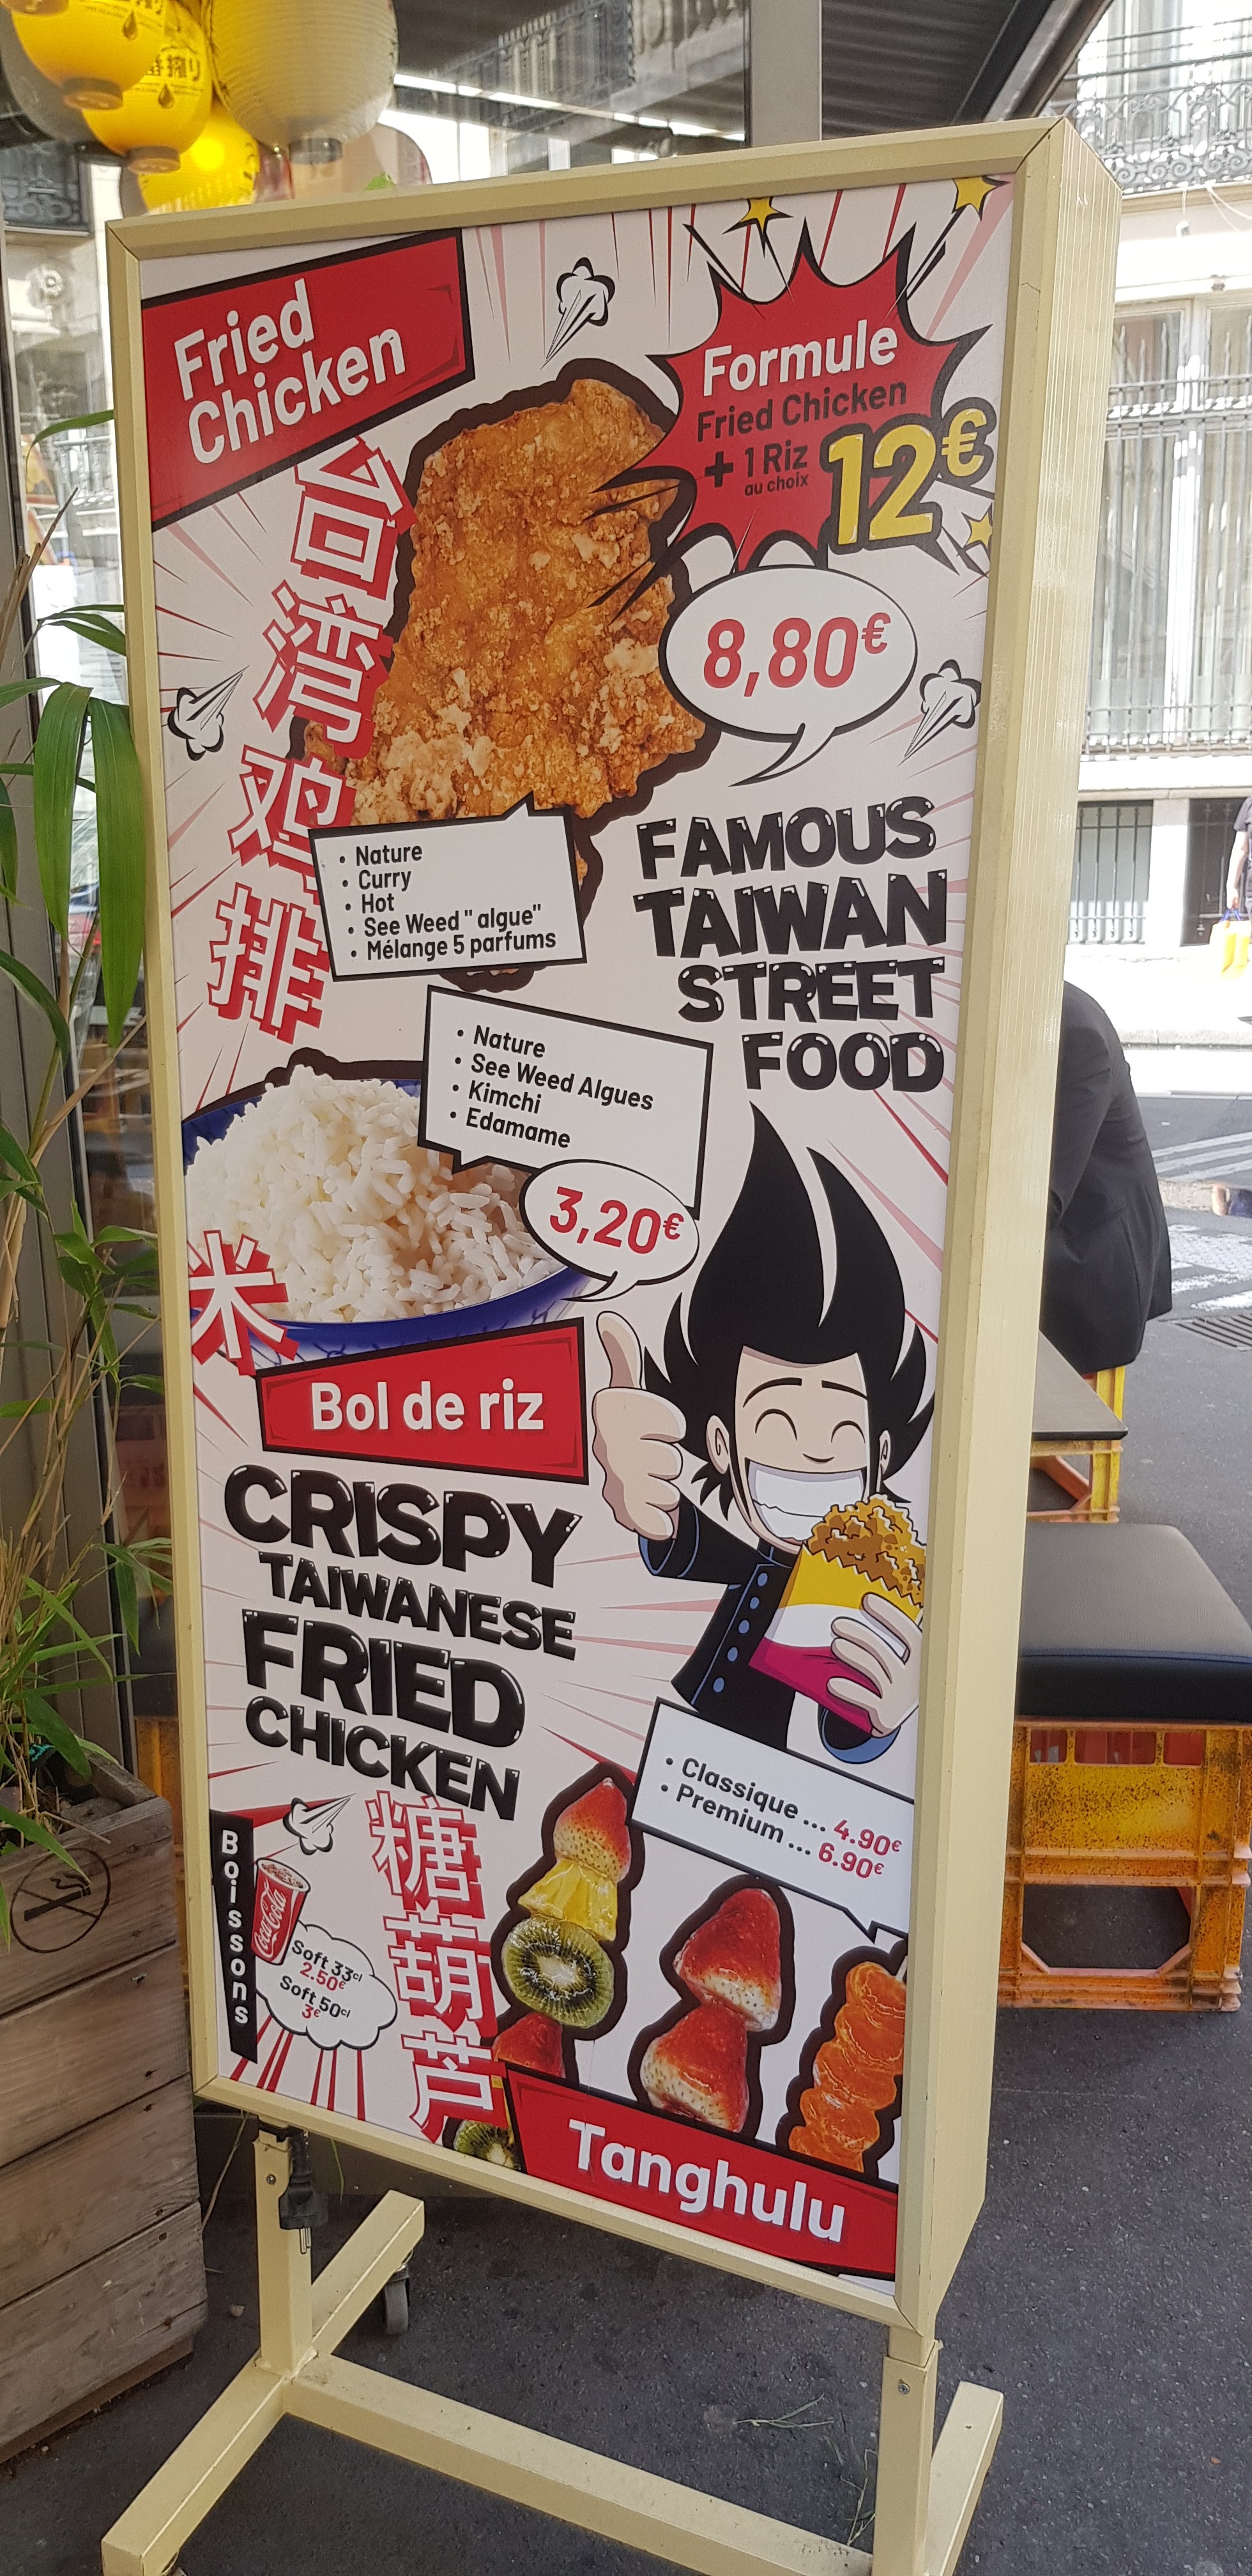 Fried
Chicken
台湾鸡排
Formule
Fried Chicken
+ 1 Riz
au choix
12€
8,80€
• Nature
• Curry
• Hot
• See Weed " algue"
• Mélange 5 parfums
FAMOUS
TAIWAN
STREET
FOOD
• Nature
• See Weed Algues
• Kimchi
• Edamame
3,20€
米
Bol de riz
CRISPY
TAIWANESE
FRIED
CHICKEN
• Classique ... 4.90€
• Premium ... 6.90€
Boissons
Coca-Cola
Soft 33cl
2.50€
Soft 50cl
3€
糖葫芦
Tanghulu